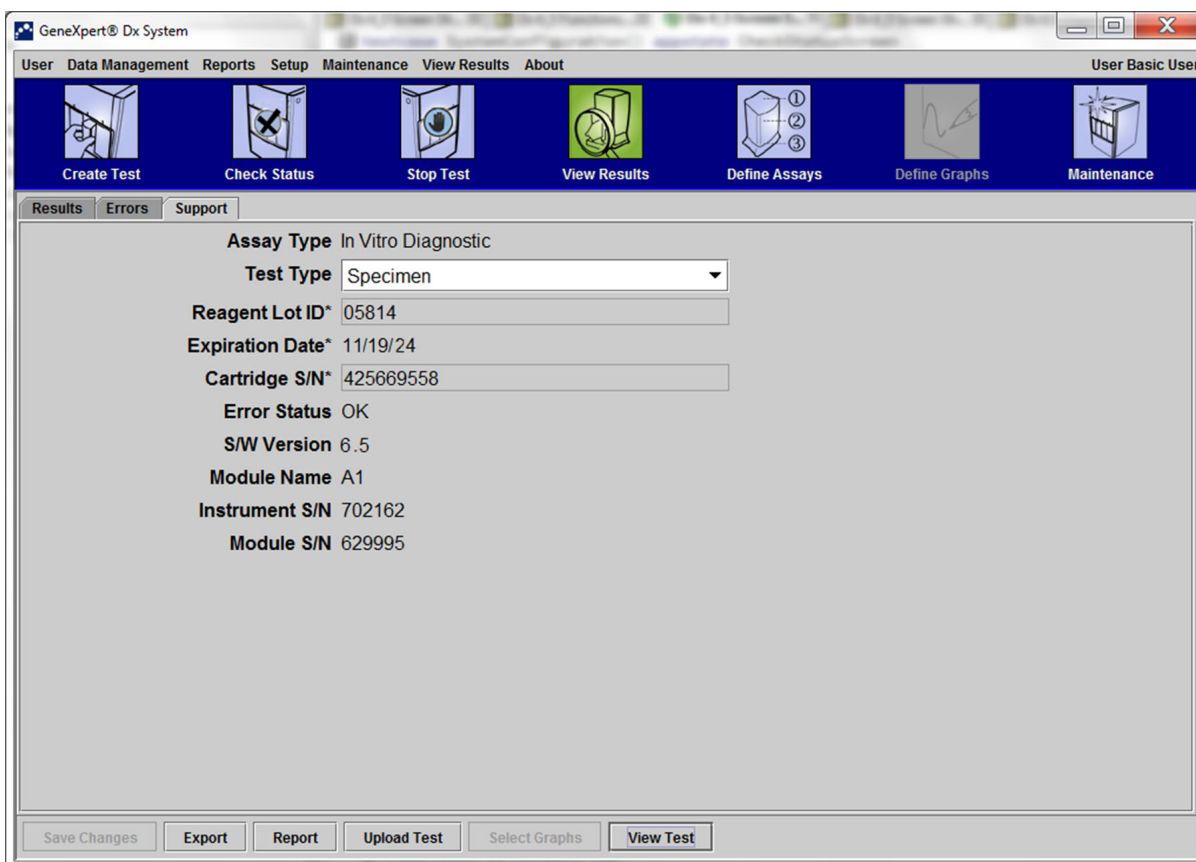 GeneXpert® Dx System
User Data Management Reports Setup Maintenance View Results About User Basic User
① ② ③
Create Test Check Status Stop Test View Results Define Assays Define Graphs Maintenance
Results Errors Support
Assay Type In Vitro Diagnostic
Test Type Specimen
Reagent Lot ID* 05814
Expiration Date* 11/19/24
Cartridge S/N* 425669558
Error Status OK
S/W Version 6.5
Module Name A1
Instrument S/N 702162
Module S/N 629995
Save Changes Export Report Upload Test Select Graphs View Test